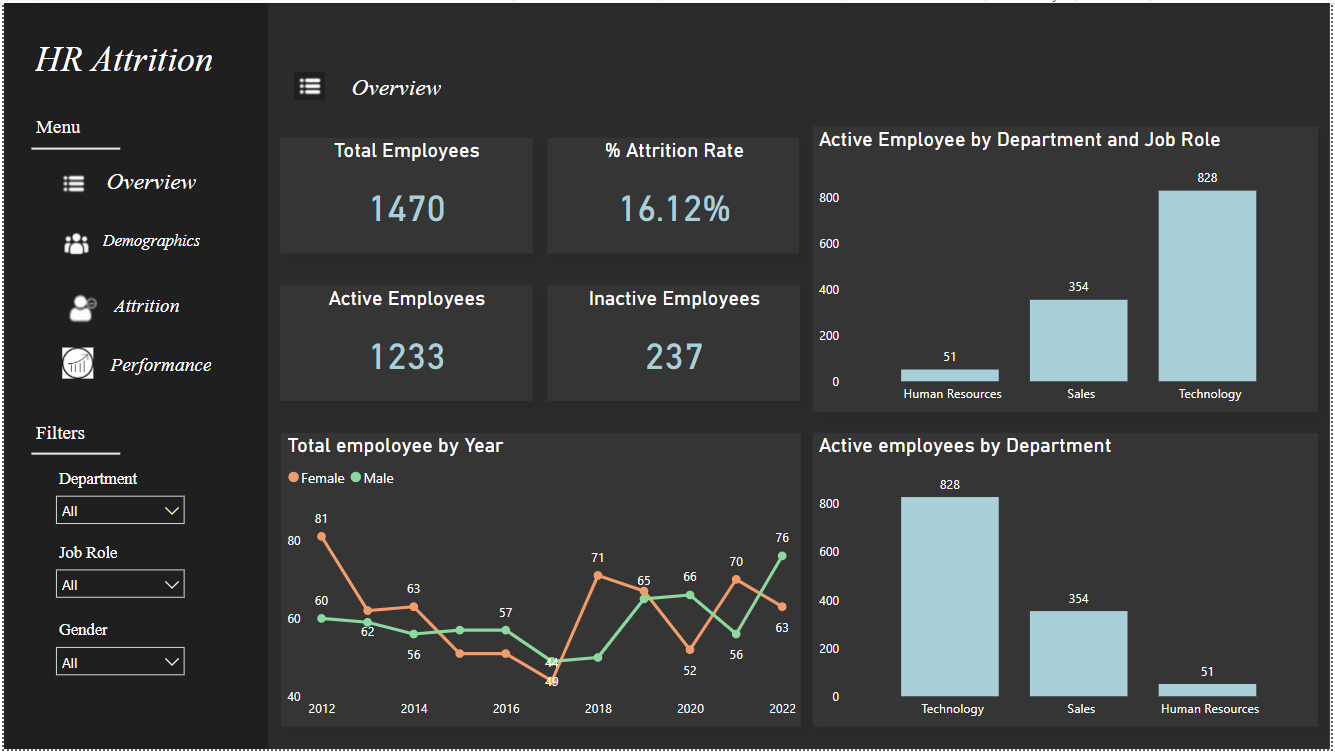 HR Attrition
Menu
Overview
Demographics
Attrition
Performance
Filters
Department
All
Job Role
All
Gender
All
Overview
Total Employees
1470
% Attrition Rate
16.12%
Active Employees
1233
Inactive Employees
237
Active Employee by Department and Job Role
800
600
400
200
0
51
354
828
Human Resources Sales Technology
Total empoloyee by Year
Female Male
80
60
40
81
60
62
63
56
57
44
49
71
65
66
52
70
56
76
63
2012 2014 2016 2018 2020 2022
Active employees by Department
800
600
400
200
0
828
354
51
Technology Sales Human Resources